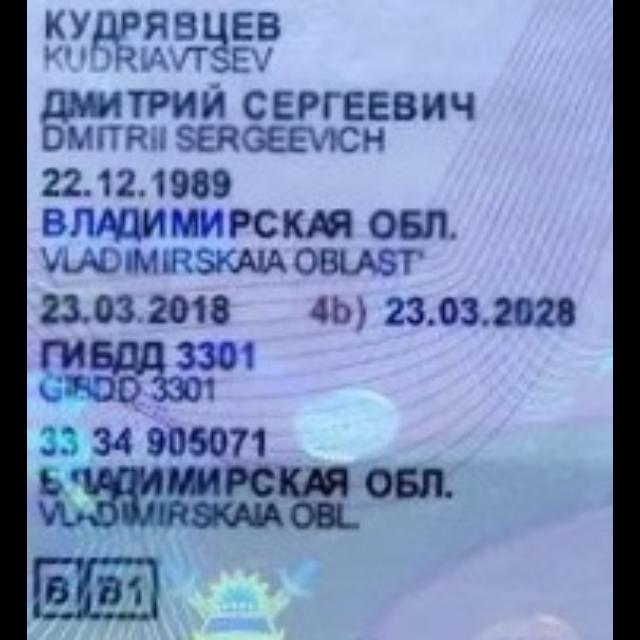 КУДРЯВЦЕВ
KUDRIAVTSEV
ДМИТРИЙ СЕРГЕЕВИЧ
DMITRII SERGEEVICH
22.12.1989
ВЛАДИМИРСКАЯ ОБЛ.
VLADIMIRSKAIA OBLAST'
23.03.2018 4b) 23.03.2028
ГИБДД 3301
GIBDD 3301
33 34 905071
ВЛАДИМИРСКАЯ ОБЛ.
VLADIMIRSKAIA OBL.
B B1